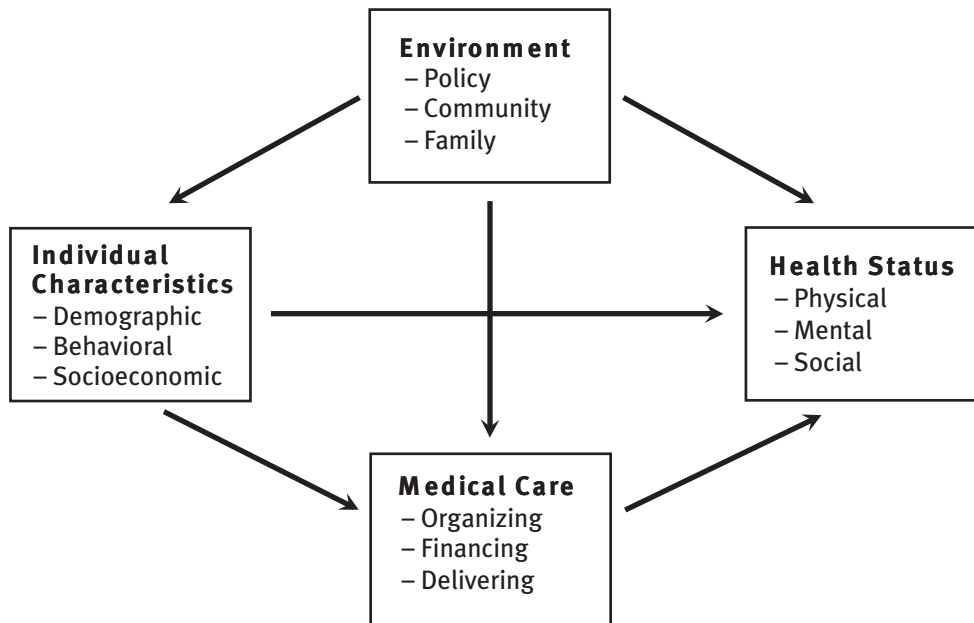 Environment
– Policy
– Community
– Family
Individual
Characteristics
– Demographic
– Behavioral
– Socioeconomic
Health Status
– Physical
– Mental
– Social
Medical Care
– Organizing
– Financing
– Delivering